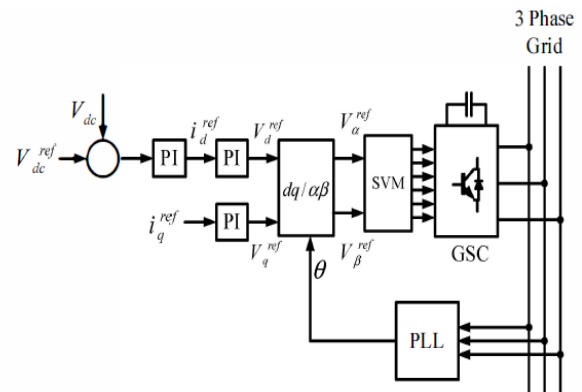 3 Phase
Grid
V_dc
V_dc^ref
PI
i_d^ref
PI
V_d^ref
dq/αβ
V_α^ref
SVM
GSC
i_q^ref
PI
V_q^ref
θ
V_β^ref
PLL